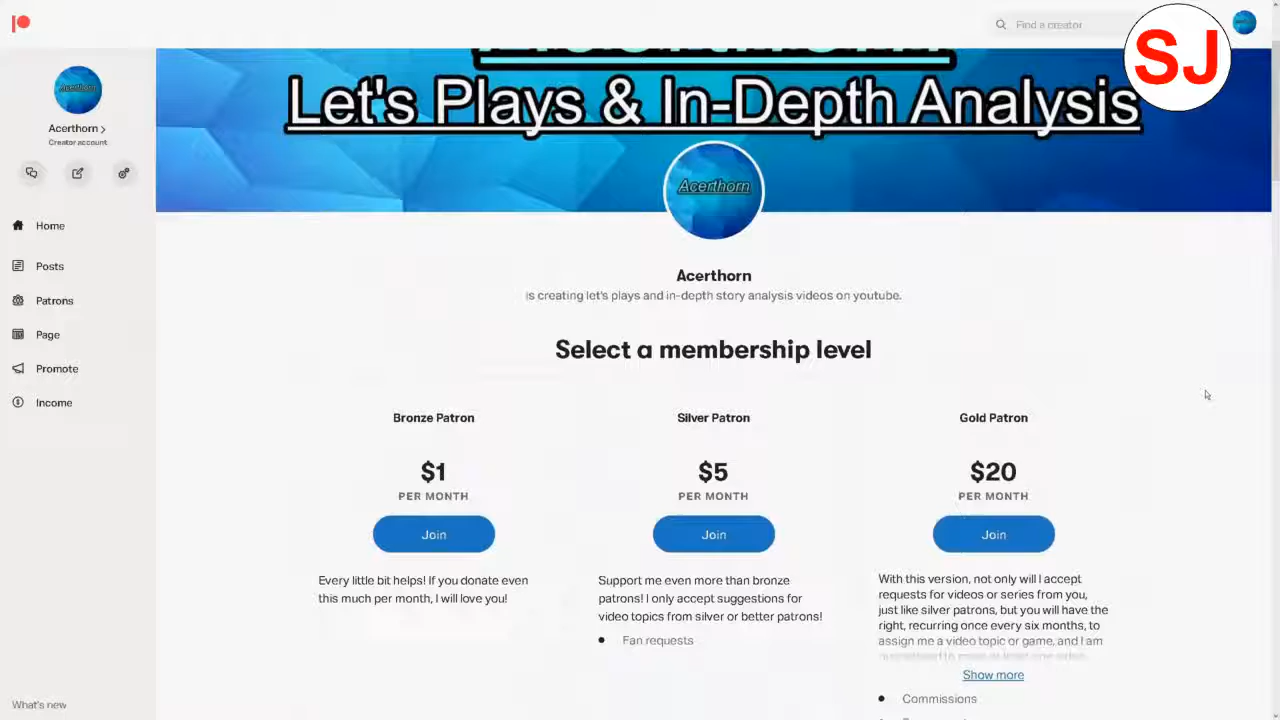 Find a creator
SJ
Let's Plays & In-Depth Analysis
Acerthorn
Acerthorn
Creator account
Home
Posts
Patrons
Page
Promote
Income
What's new
Acerthorn
Acerthorn
is creating let's plays and in-depth story analysis videos on youtube.
Select a membership level
Bronze Patron
$1
PER MONTH
Join
Every little bit helps! If you donate even
this much per month, I will love you!
Silver Patron
$5
PER MONTH
Join
Support me even more than bronze
patrons! I only accept suggestions for
video topics from silver or better patrons!
Fan requests
Gold Patron
$20
PER MONTH
Join
With this version, not only will I accept
requests for videos or series from you,
just like silver patrons, but you will have the
right, recurring once every six months, to
assign me a video topic or game, and I am
Show more
Commissions